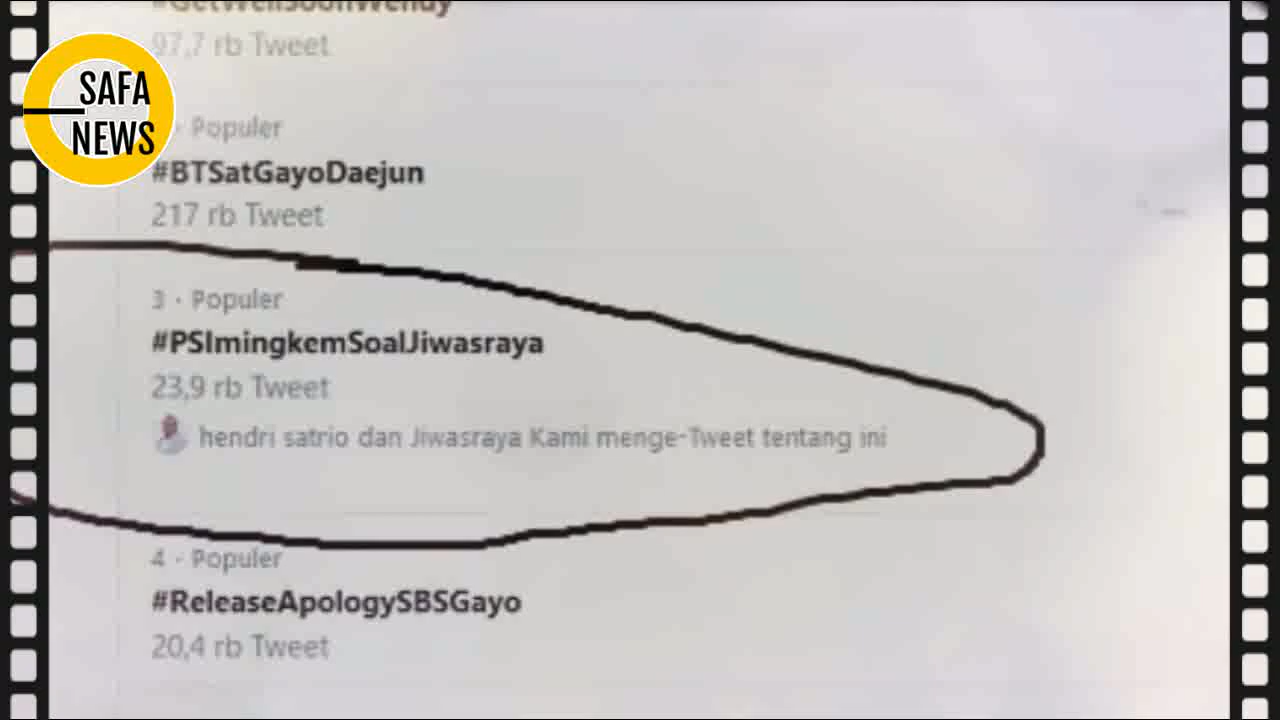 #GetWellSoonWendy
97,7 rb Tweet
SAFA
NEWS
· Populer
#BTSatGayoDaejun
217 rb Tweet
3 · Populer
#PSImingkemSoalJiwasraya
23,9 rb Tweet
hendri satrio dan Jiwasraya Kami menge-Tweet tentang ini
4 · Populer
#ReleaseApologySBSGayo
20,4 rb Tweet